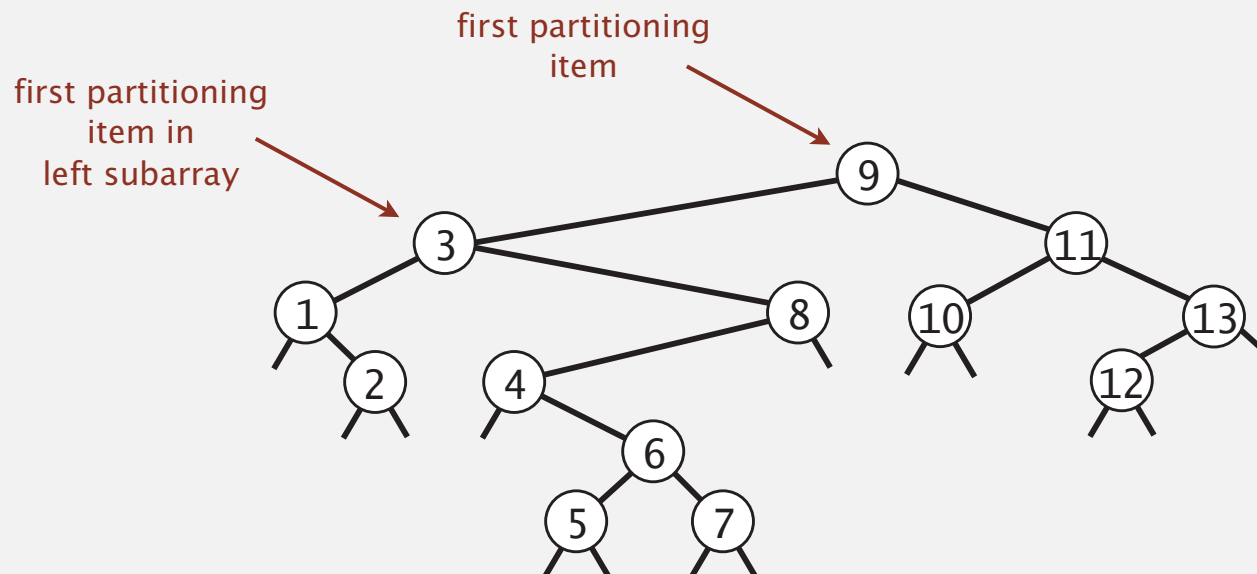 first partitioning
item
first partitioning
item in
left subarray
9
3
11
1
8
10
13
2
4
12
6
5
7